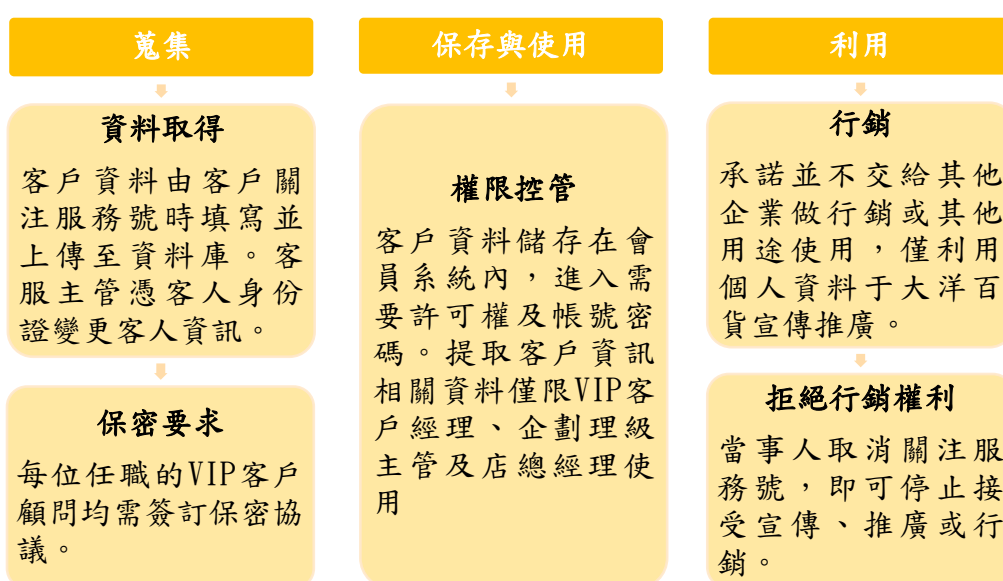 蒐集
資料取得
客戶資料由客戶關
注服務號時填寫並
上傳至資料庫。客
服主管憑客人身份
證變更客人資訊。
保密要求
每位任職的VIP客戶
顧問均需簽訂保密協
議。
保存與使用
權限控管
客戶資料儲存在會
員系統內，進入需
要許可權及帳號密
碼。提取客戶資訊
相關資料僅限VIP客
戶經理、企劃理級
主管及店總經理使
用
利用
行銷
承諾並不交給其他
企業做行銷或其他
用途使用，僅利用
個人資料于大洋百
貨宣傳推廣。
拒絕行銷權利
當事人取消關注服
務號，即可停止接
受宣傳、推廣或行
銷。